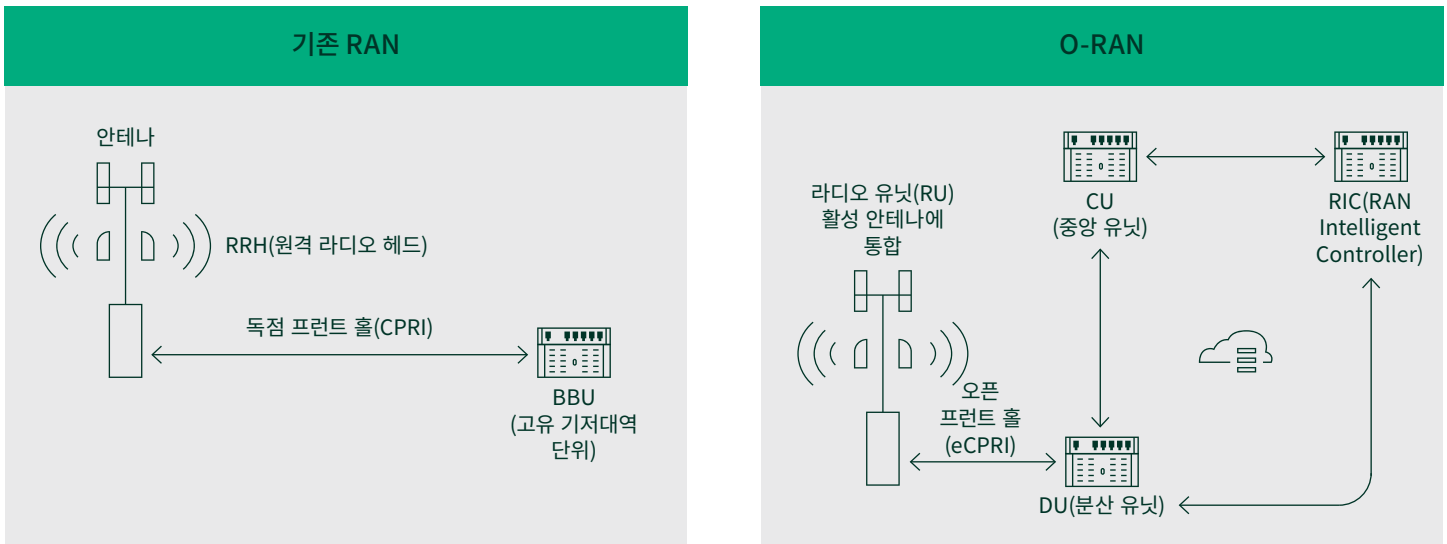 기존 RAN
안테나
RRH(원격 라디오 헤드)
독점 프런트 홀(CPRI)
BBU
(고유 기저대역
단위)
O-RAN
라디오 유닛(RU)
활성 안테나에
통합
CU
(중앙 유닛)
RIC(RAN
Intelligent
Controller)
오픈
프런트 홀
(eCPRI)
DU(분산 유닛)